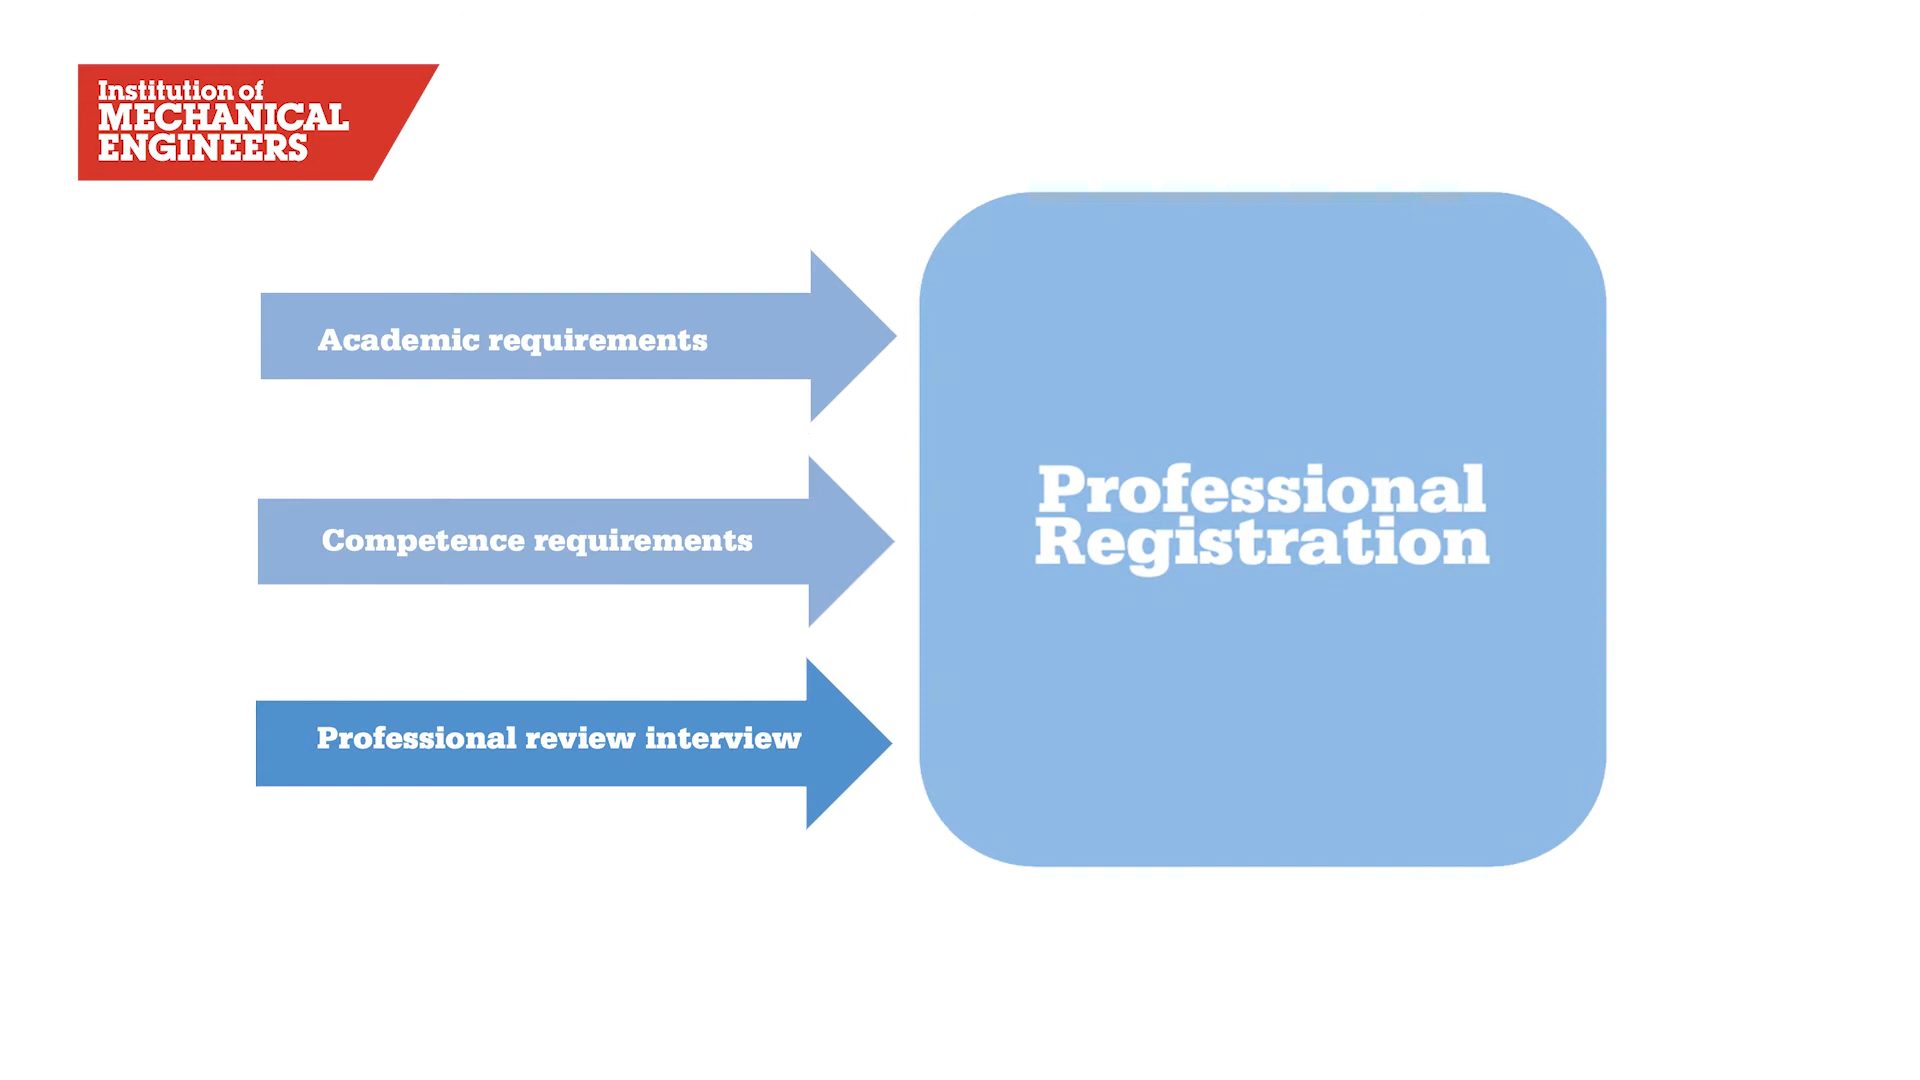 Institution of
MECHANICAL
ENGINEERS
Academic requirements
Competence requirements
Professional review interview
Professional
Registration